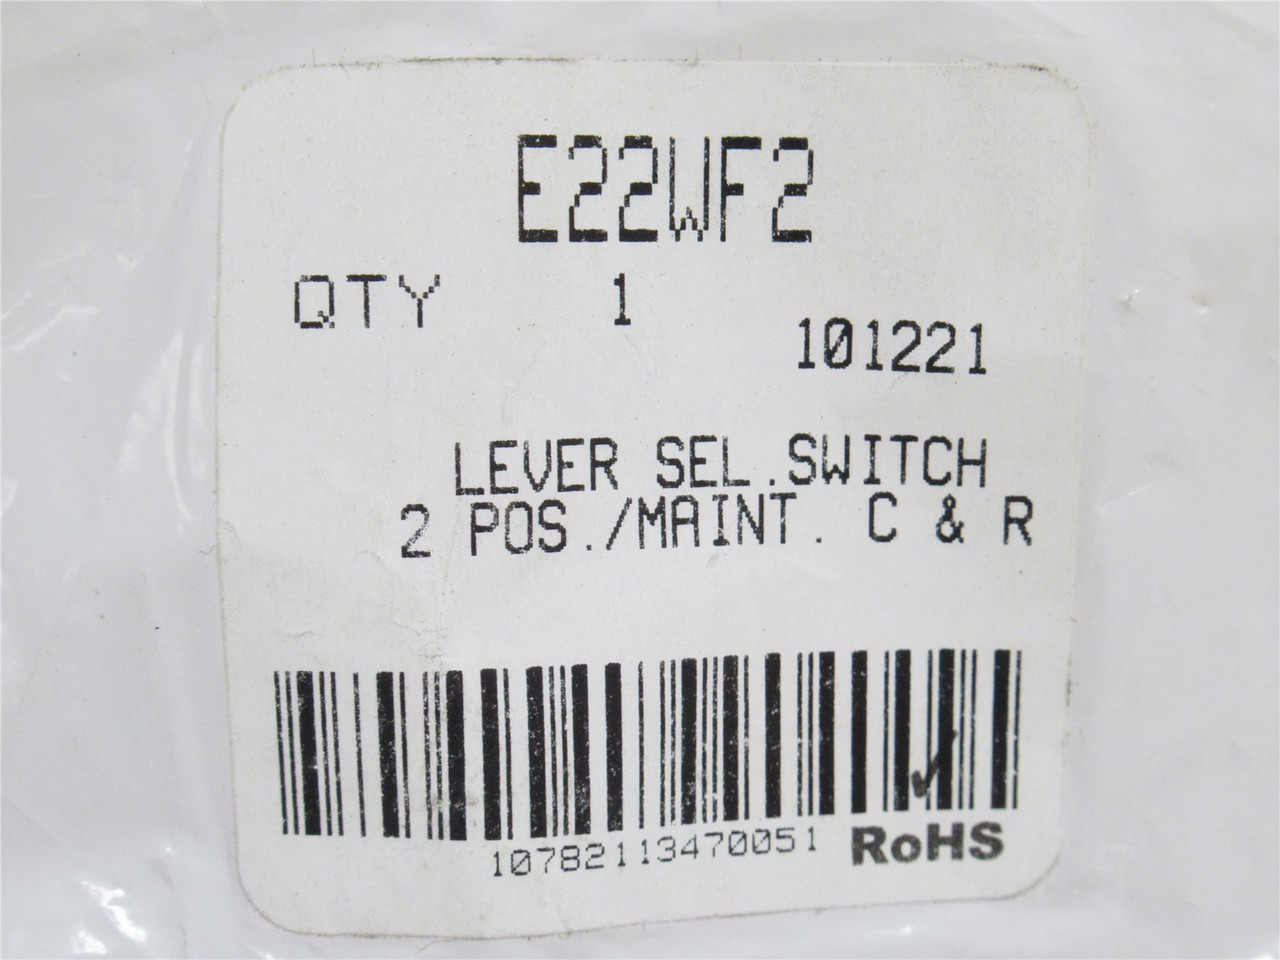 E22WF2
QTY 1
101221
LEVER SEL.SWITCH
2 POS./MAINT. C & R
10782113470051
RoHS